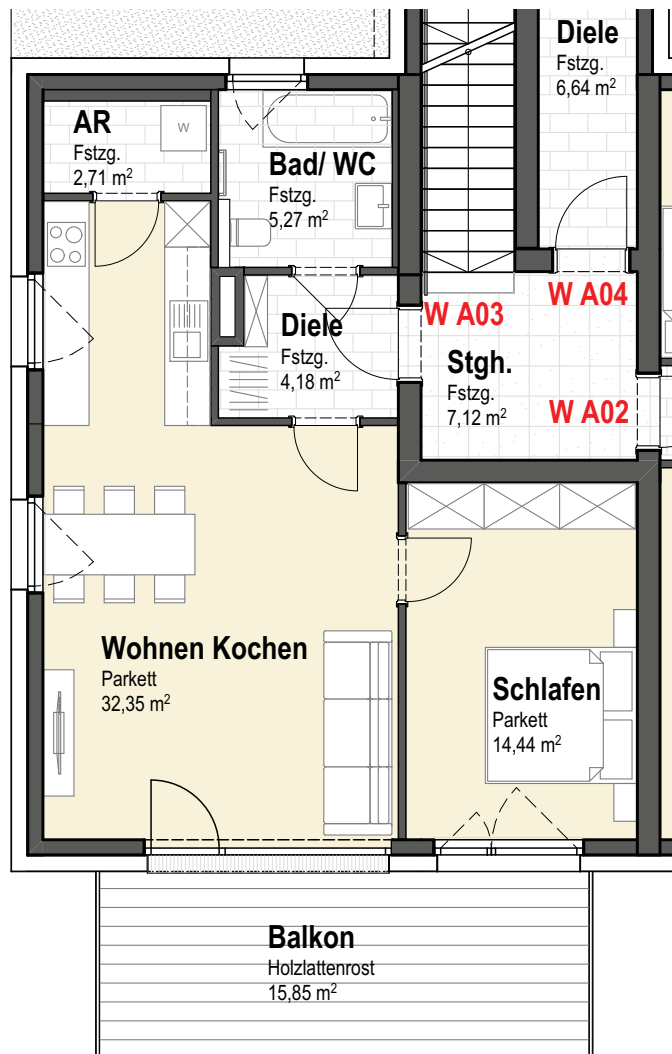 Diele
Fstzg.
6,64 m²
AR
Fstzg.
2,71 m²
W
Bad/ WC
Fstzg.
5,27 m²
W A03
W A04
Diele
Fstzg.
4,18 m²
Stgh.
Fstzg.
7,12 m²
W A02
Wohnen Kochen
Parkett
32,35 m²
Schlafen
Parkett
14,44 m²
Balkon
Holzlattenrost
15,85 m²